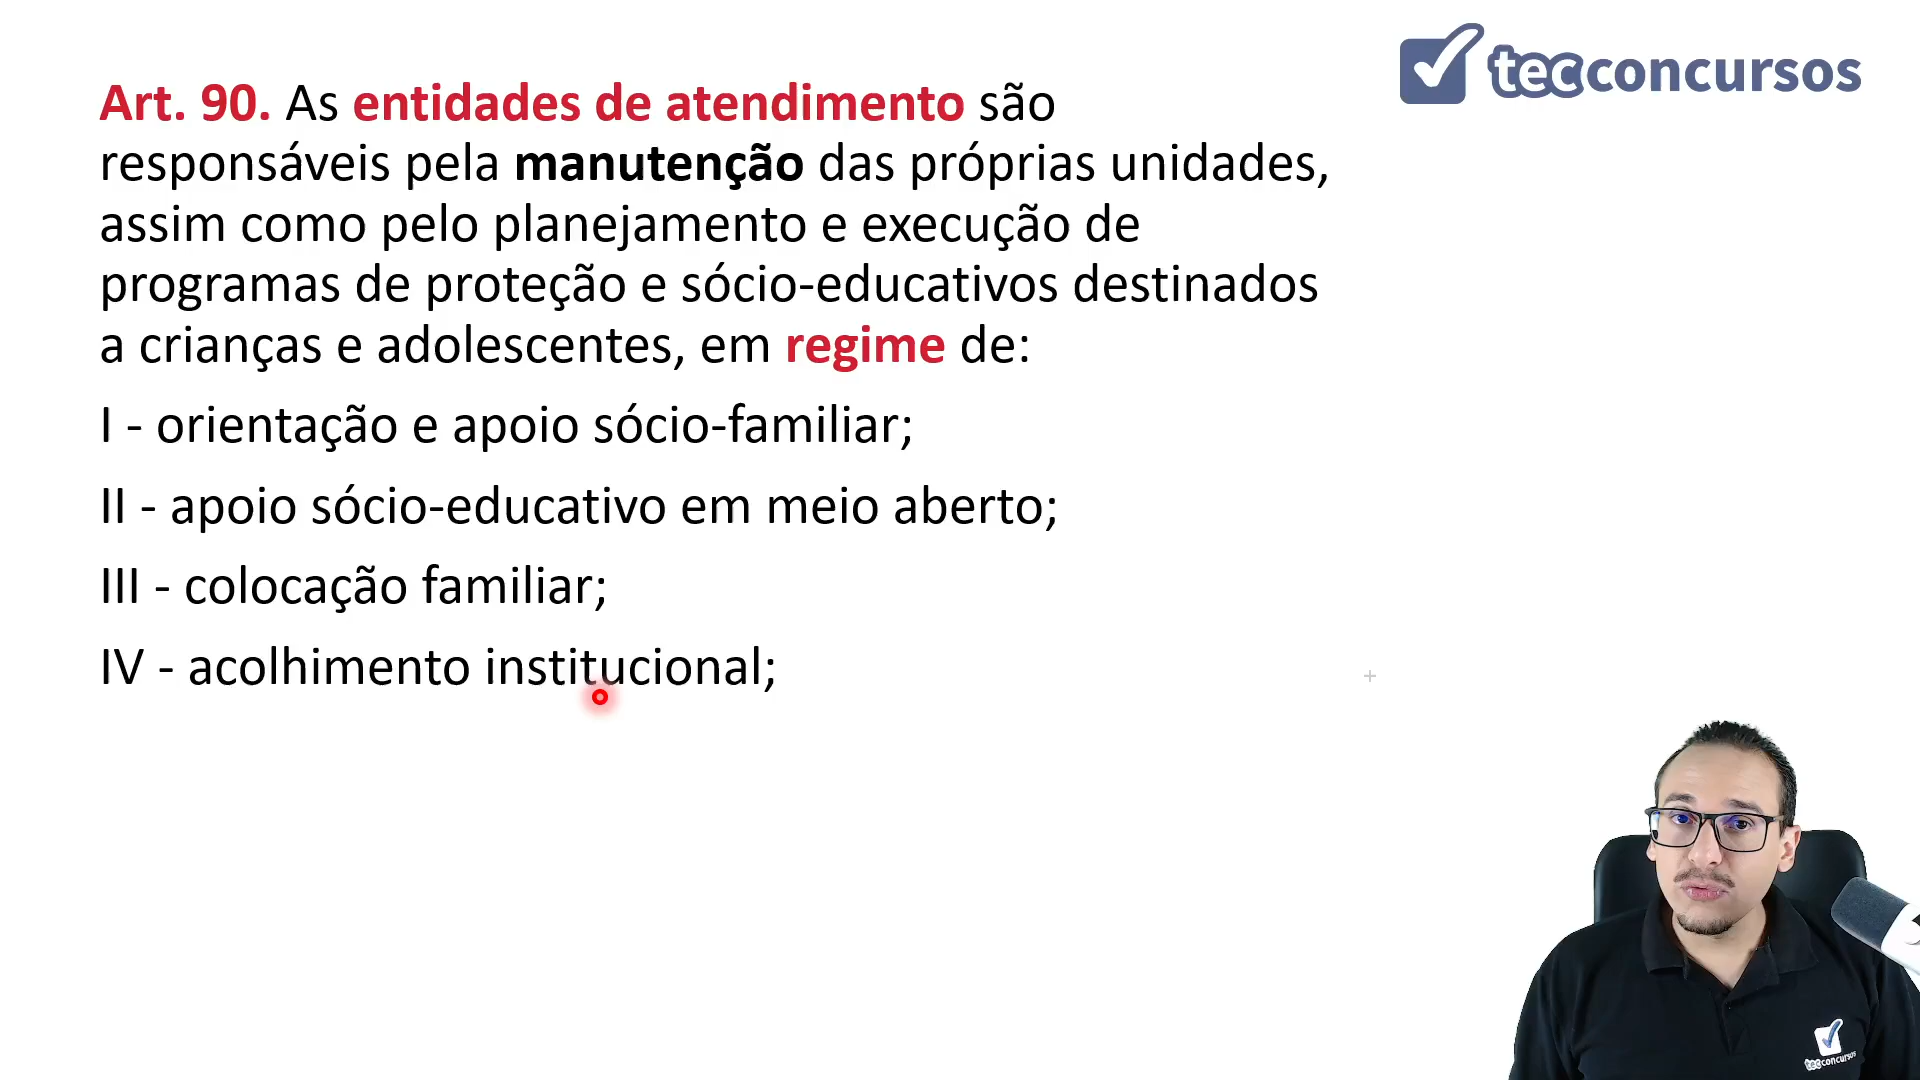 tecconcursos
Art. 90. As entidades de atendimento são
responsáveis pela manutenção das próprias unidades,
assim como pelo planejamento e execução de
programas de proteção e sócio-educativos destinados
a crianças e adolescentes, em regime de:
I - orientação e apoio sócio-familiar;
II - apoio sócio-educativo em meio aberto;
III - colocação familiar;
IV - acolhimento institucional;
tecconcursos